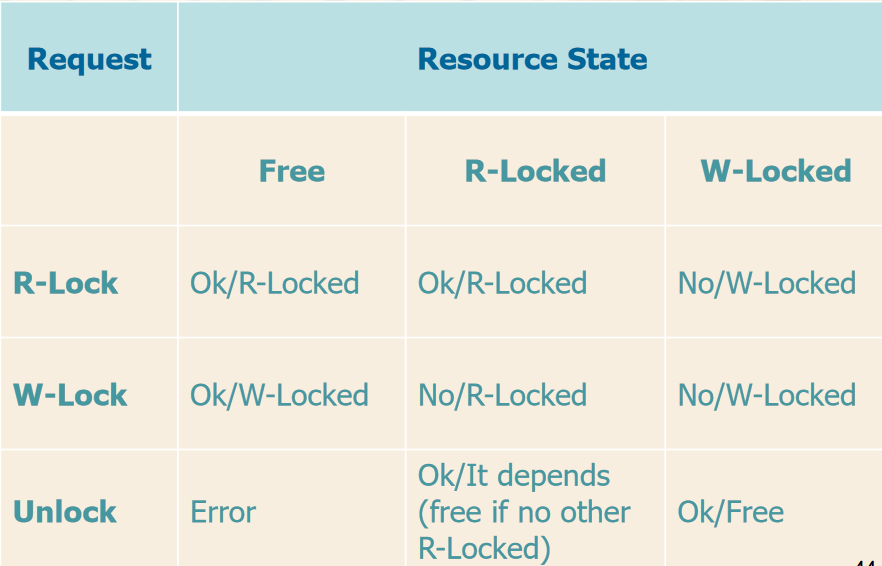 Request Resource State
Free R-Locked W-Locked
R-Lock Ok/R-Locked Ok/R-Locked No/W-Locked
W-Lock Ok/W-Locked No/R-Locked No/W-Locked
Unlock Error Ok/It depends
(free if no other
R-Locked) Ok/Free